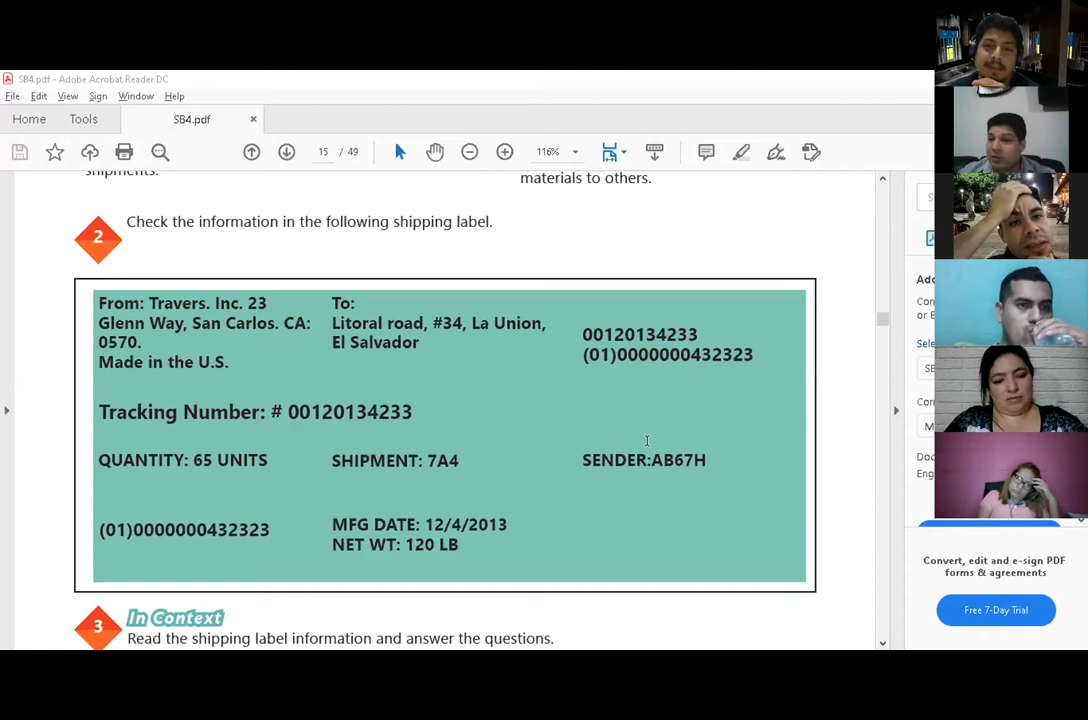 SB4.pdf - Adobe Acrobat Reader DC
File Edit View Sign Window Help
Home Tools SB4.pdf ×
15 / 49 116%
shipments.
materials to others.
2 Check the information in the following shipping label.
From: Travers. Inc. 23
Glenn Way, San Carlos. CA:
0570.
Made in the U.S.
To:
Litoral road, #34, La Union,
El Salvador
00120134233
(01)0000000432323
Tracking Number: # 00120134233
QUANTITY: 65 UNITS
SHIPMENT: 7A4
SENDER:AB67H
(01)0000000432323
MFG DATE: 12/4/2013
NET WT: 120 LB
3 In Context
Read the shipping label information and answer the questions.
Convert, edit and e-sign PDF
forms & agreements
Free 7-Day Trial